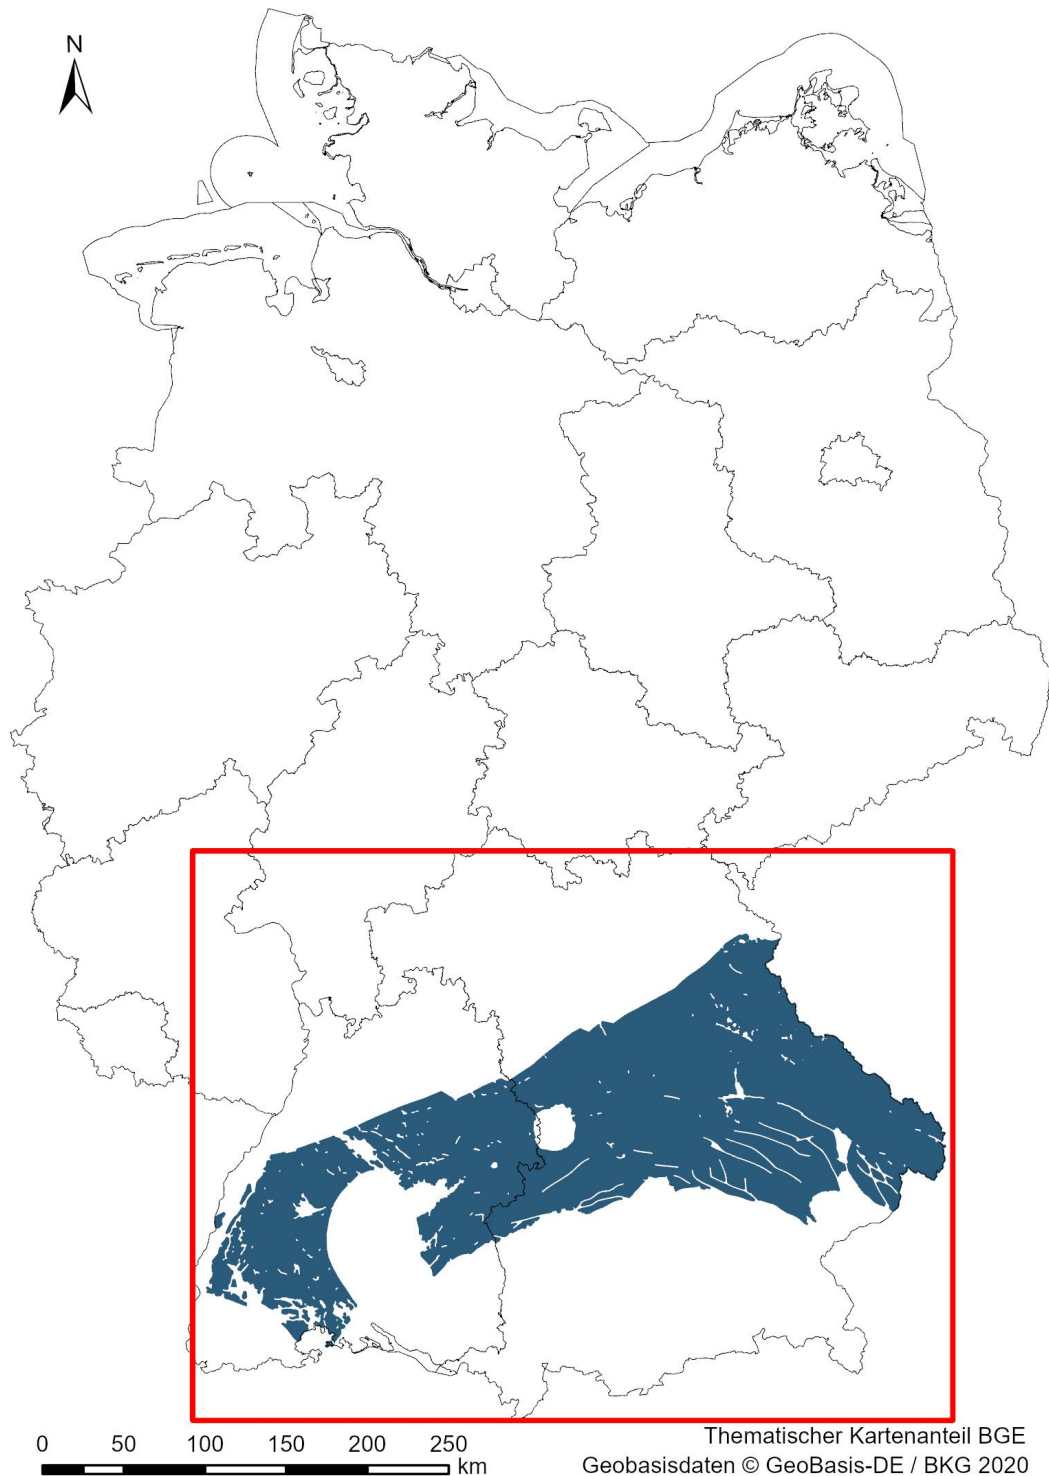 N
0 50 100 150 200 250
km
Thematischer Kartenanteil BGE
Geobasisdaten © GeoBasis-DE / BKG 2020